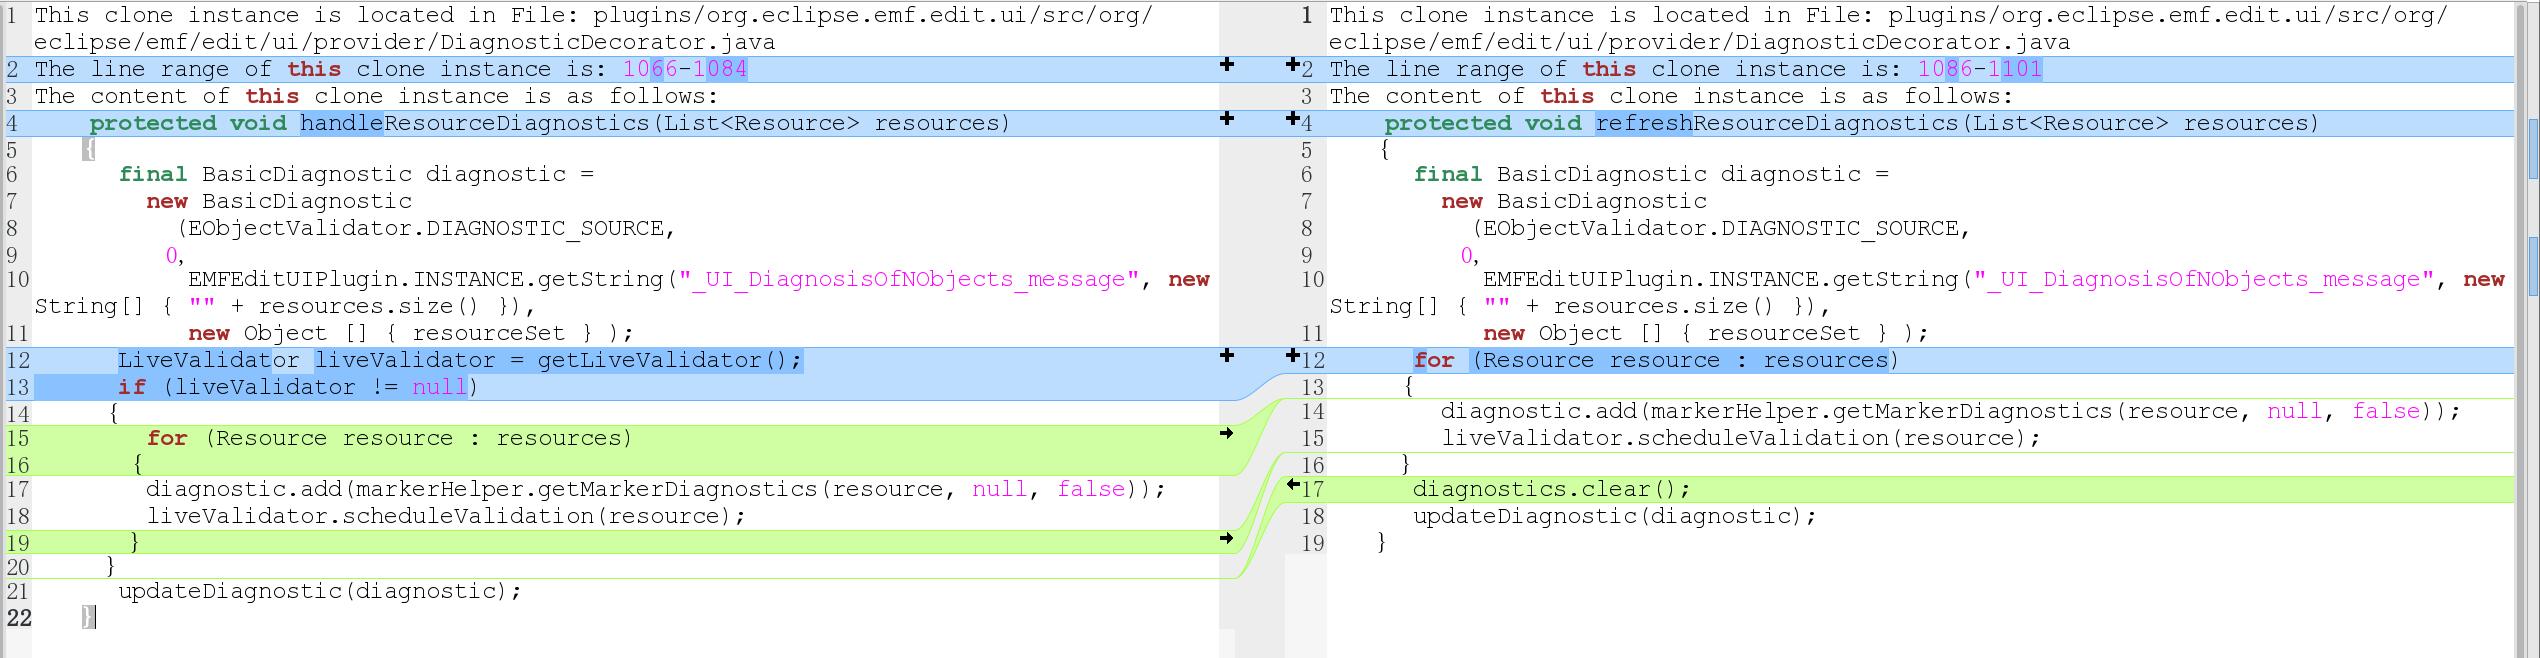 1 This clone instance is located in File: plugins/org.eclipse.emf.edit.ui/src/org/
eclipse/emf/edit/ui/provider/DiagnosticDecorator.java
2 The line range of this clone instance is: 1066-1084
3 The content of this clone instance is as follows:
4 protected void handleResourceDiagnostics(List<Resource> resources)
5 {
6 final BasicDiagnostic diagnostic =
7 new BasicDiagnostic
8 (EObjectValidator.DIAGNOSTIC_SOURCE,
9 0,
10 EMFEditUIPlugin.INSTANCE.getString("_UI_DiagnosisOfNObjects_message", new
String[] { "" + resources.size() }),
11 new Object [] { resourceSet } );
12 LiveValidator liveValidator = getLiveValidator();
13 if (liveValidator != null)
14 {
15 for (Resource resource : resources)
16 {
17 diagnostic.add(markerHelper.getMarkerDiagnostics(resource, null, false));
18 liveValidator.scheduleValidation(resource);
19 }
20 }
21 updateDiagnostic(diagnostic);
22 }
1 This clone instance is located in File: plugins/org.eclipse.emf.edit.ui/src/org/
eclipse/emf/edit/ui/provider/DiagnosticDecorator.java
2 The line range of this clone instance is: 1086-1101
3 The content of this clone instance is as follows:
4 protected void refreshResourceDiagnostics(List<Resource> resources)
5 {
6 final BasicDiagnostic diagnostic =
7 new BasicDiagnostic
8 (EObjectValidator.DIAGNOSTIC_SOURCE,
9 0,
10 EMFEditUIPlugin.INSTANCE.getString("_UI_DiagnosisOfNObjects_message", new
String[] { "" + resources.size() }),
11 new Object [] { resourceSet } );
12 for (Resource resource : resources)
13 {
14 diagnostic.add(markerHelper.getMarkerDiagnostics(resource, null, false));
15 liveValidator.scheduleValidation(resource);
16 }
17 diagnostics.clear();
18 updateDiagnostic(diagnostic);
19 }